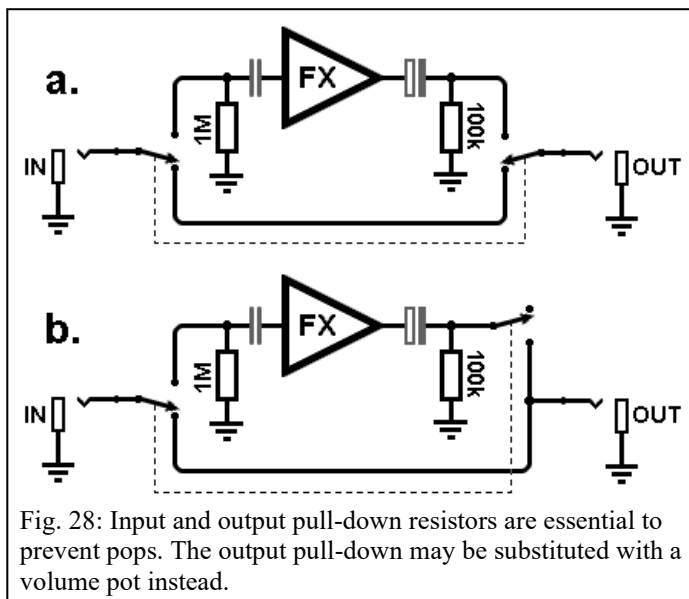 a.
FX
1M
100k
IN
OUT
b.
FX
1M
100k
IN
OUT
Fig. 28: Input and output pull-down resistors are essential to
prevent pops. The output pull-down may be substituted with a
volume pot instead.